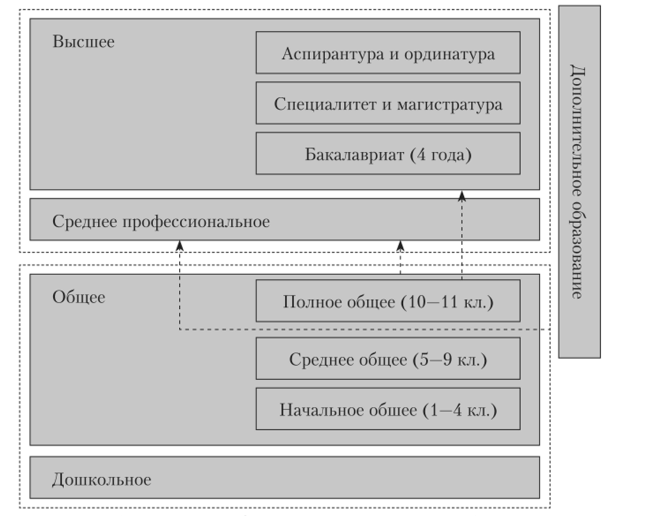 Высшее
Аспирантура и ординатура
Специалитет и магистратура
Бакалавриат (4 года)
Среднее профессиональное
Общее
Полное общее (10—11 кл.)
Среднее общее (5—9 кл.)
Начальное обшее (1—4 кл.)
Дошкольное
Дополнительное образование